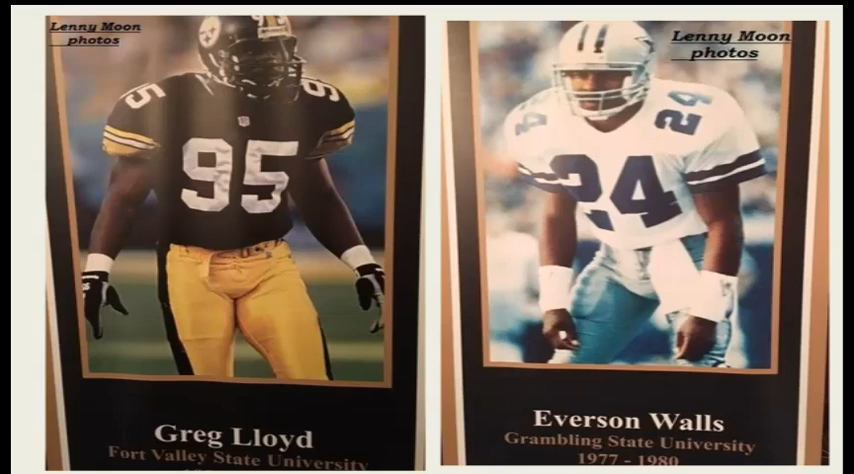 Lenny Moon
photos
95
95
95
Greg Lloyd
Fort Valley State University
Lenny Moon
photos
24
24
24
Everson Walls
Grambling State University
1977 - 1980